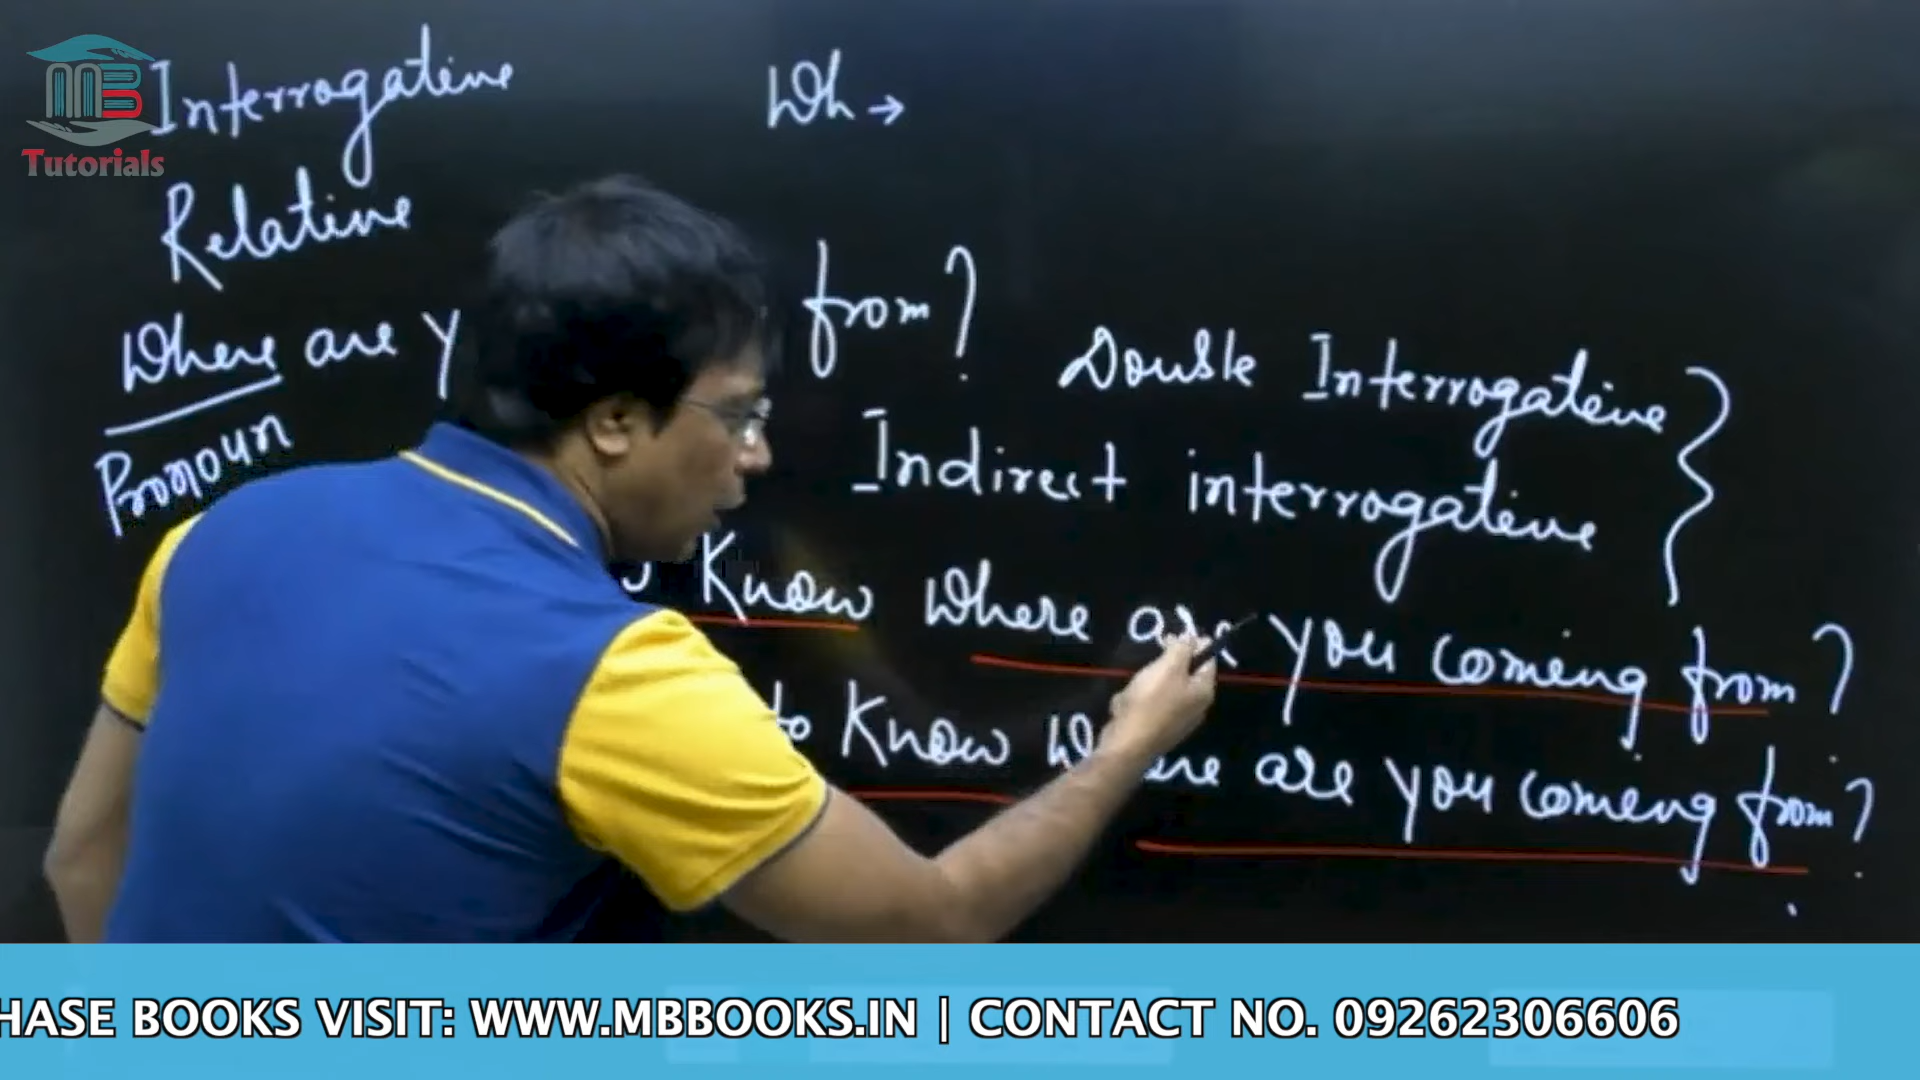 MB
Tutorials
Interrogative
Wh →
Relative
Where are y from?
Pronoun
Double Interrogative
Indirect interrogative
Know where are you coming from?
to Know where are you coming from?
HASE BOOKS VISIT: WWW.MBBOOKS.IN | CONTACT NO. 09262306606